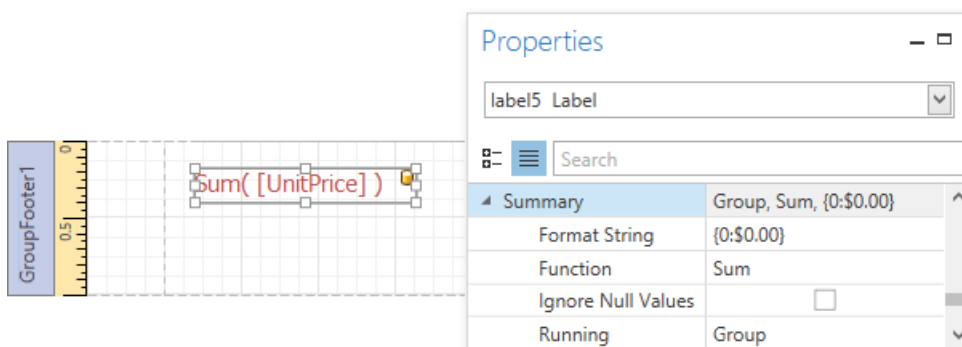 Properties
label5 Label
Search
Summary Group, Sum, {0:$0.00}
Format String {0:$0.00}
Function Sum
Ignore Null Values
Running Group
GroupFooter1
0
0.5
Sum( [UnitPrice] )